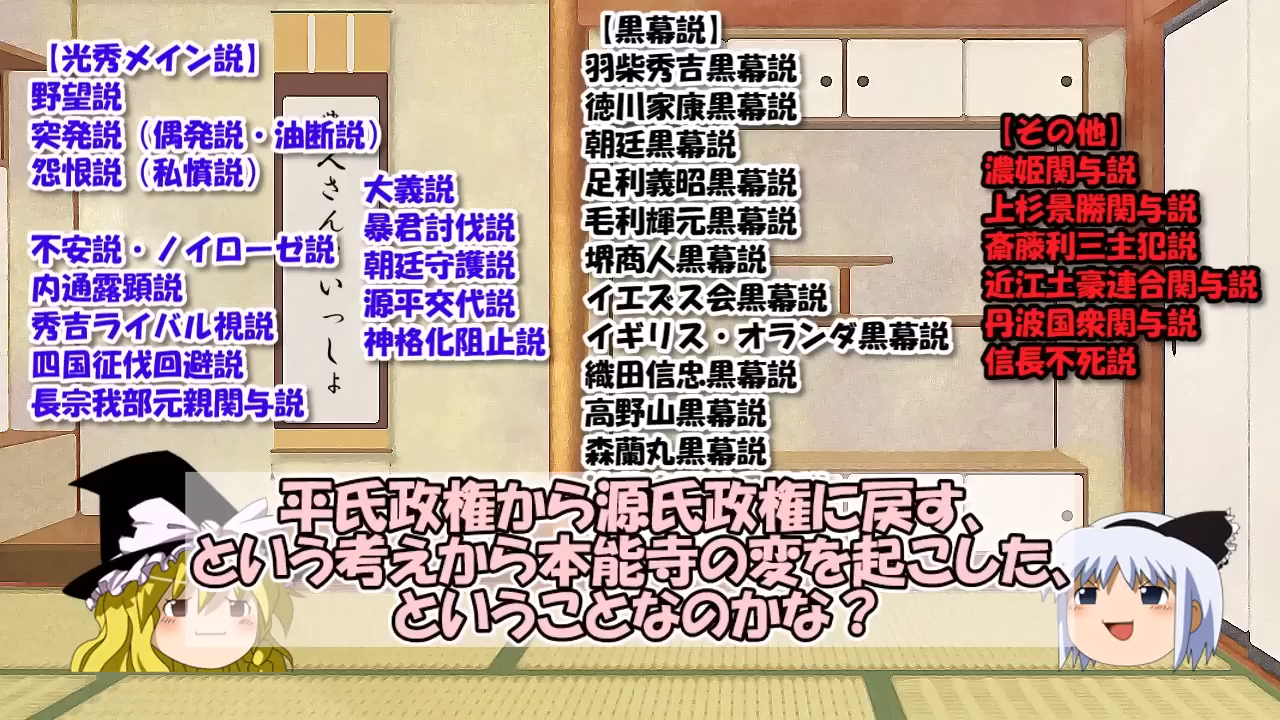 【光秀メイン説】
野望説
突発説（偶発説・油断説）
怨恨説（私憤説）
不安説・ノイローゼ説
内通露顕説
秀吉ライバル視説
四国征伐回避説
長宗我部元親関与説
大義説
暴君討伐説
朝廷守護説
源平交代説
神格化阻止説
【黒幕説】
羽柴秀吉黒幕説
徳川家康黒幕説
朝廷黒幕説
足利義昭黒幕説
毛利輝元黒幕説
堺商人黒幕説
イエズス会黒幕説
イギリス・オランダ黒幕説
織田信忠黒幕説
高野山黒幕説
森蘭丸黒幕説
【その他】
濃姫関与説
上杉景勝関与説
斎藤利三主犯説
近江土豪連合関与説
丹波国衆関与説
信長不死説
さんいっしょ
平氏政権から源氏政権に戻す、
という考えから本能寺の変を起こした、
ということなのかな？